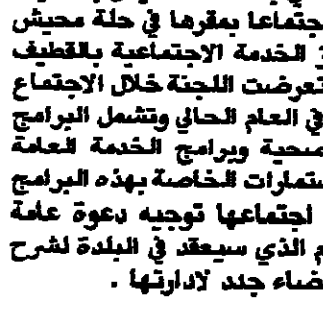 جتماعا بمقرها في حلة محيش
الخدمة الاجتماعية بالقطيف
تعرضت اللجنة خلال الاجتماع
في العام الحالي وتشمل البرامج
صحية وبرامج الخدمة العامة
ستمارات الخاصة بهذه البرامج
اجتماعها توجيه دعوة عامة
م الذي سيعقد في البلدة لشرح
ضاء جدد لادارتها .